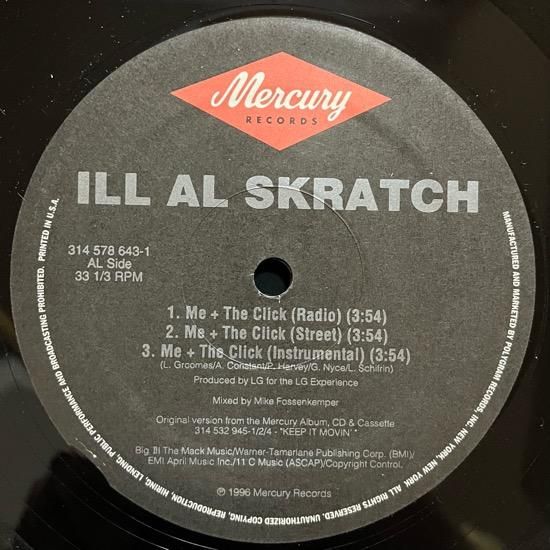 Mercury
RECORDS
ILL AL SKRATCH
314 578 643-1
AL Side
33 1/3 RPM
1. Me + The Click (Radio) (3:54)
2. Me + The Click (Street) (3:54)
3. Me + The Click (Instrumental) (3:54)
(L. Groomes/A. Constant/P. Harvey/G. Nyce/L. Schifrin)
Produced by LG for the LG Experience
Mixed by Mike Fossenkemper
Original version from the Mercury Album, CD & Cassette
314 532 945-1/2/4 - "KEEP IT MOVIN'"
Big Ill The Mack Music/Warner-Tamerlane Publishing Corp. (BMI)/
EMI April Music Inc./11 C Music (ASCAP)/Copyright Control.
℗ 1996 Mercury Records
MANUFACTURED AND MARKETED BY POLYGRAM RECORDS, INC. NEW YORK, NEW YORK. ALL RIGHTS RESERVED. UNAUTHORIZED COPYING, REPRODUCTION, HIRING, LENDING, PUBLIC PERFORMANCE AND BROADCASTING PROHIBITED. PRINTED IN U.S.A.